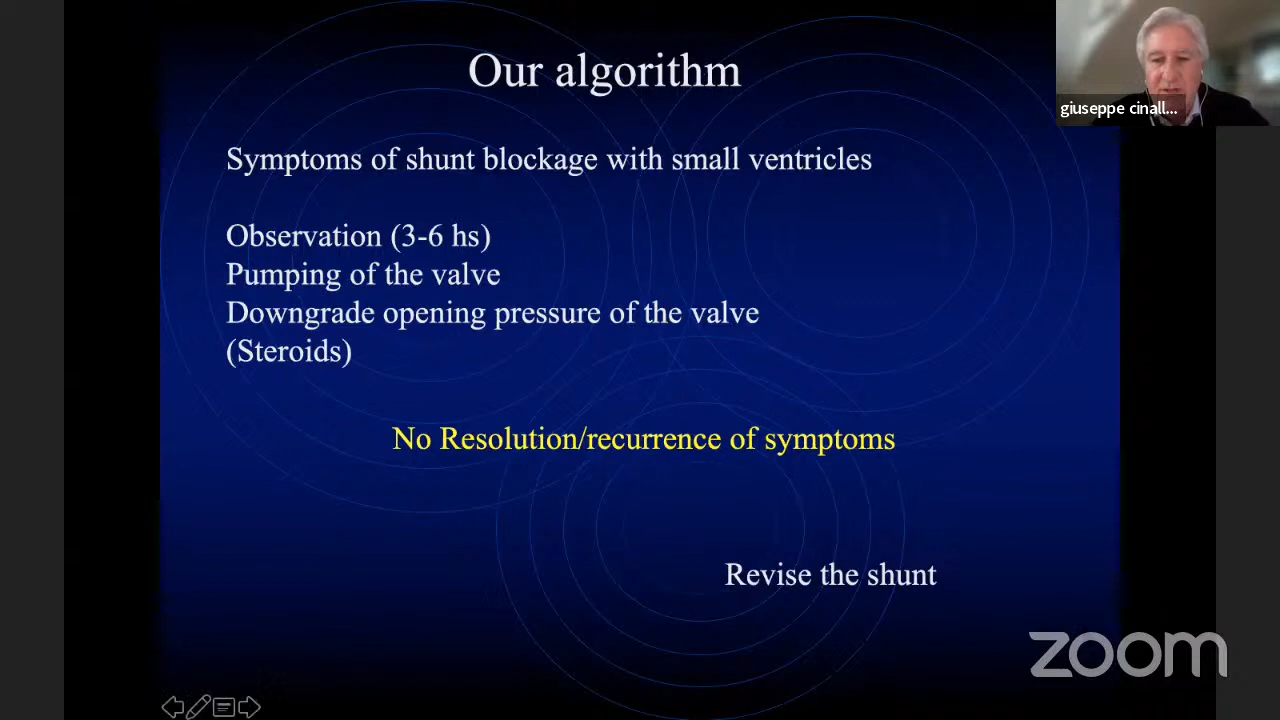 Our algorithm
giuseppe cinall...
Symptoms of shunt blockage with small ventricles
Observation (3-6 hs)
Pumping of the valve
Downgrade opening pressure of the valve
(Steroids)
No Resolution/recurrence of symptoms
Revise the shunt
zoom